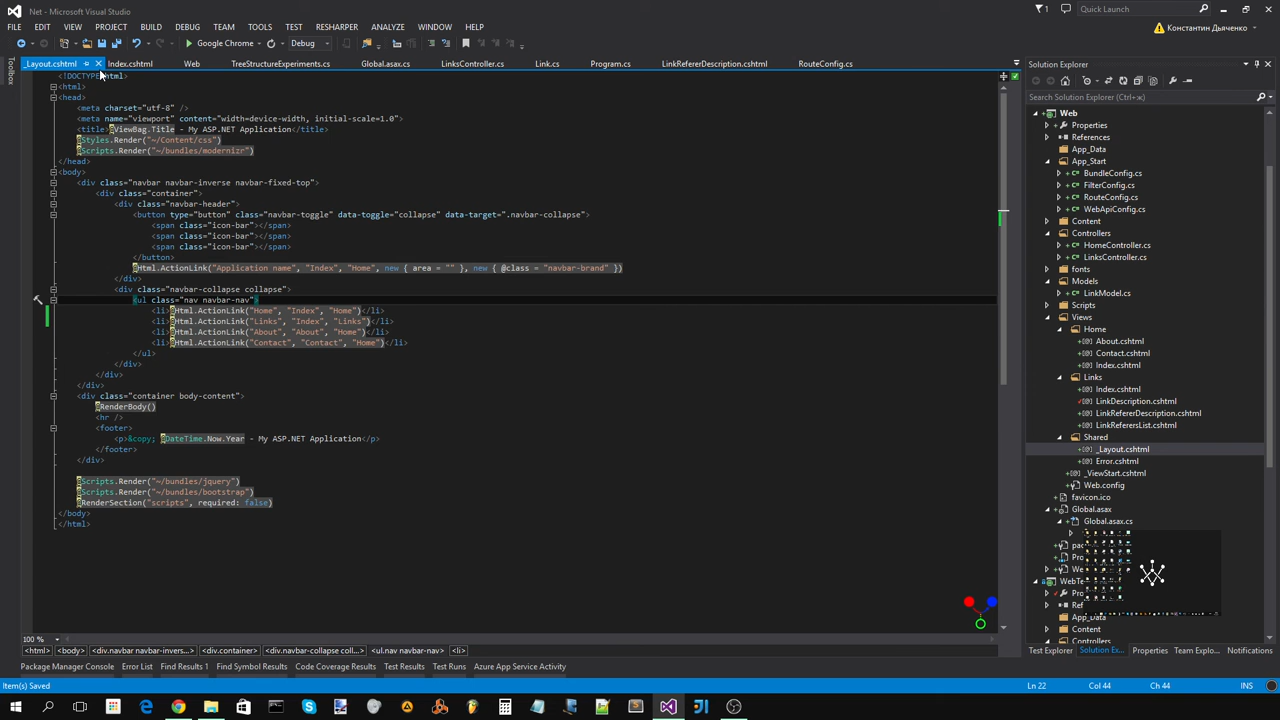 Net - Microsoft Visual Studio
1
Quick Launch (Ctrl+Q)
FILE EDIT VIEW PROJECT BUILD DEBUG TEAM TOOLS TEST RESHARPER ANALYZE WINDOW HELP
Константин Дьяченко
Google Chrome
Debug
_Layout.cshtml
Index.cshtml
Web
TreeStructureExperiments.cs
Global.asax.cs
LinksController.cs
Link.cs
Program.cs
LinkRefererDescription.cshtml
RouteConfig.cs
Toolbox
<!DOCTYPE html>
<html>
<head>
<meta charset="utf-8" />
<meta name="viewport" content="width=device-width, initial-scale=1.0">
<title>@ViewBag.Title - My ASP.NET Application</title>
@Styles.Render("~/Content/css")
@Scripts.Render("~/bundles/modernizr")
</head>
<body>
<div class="navbar navbar-inverse navbar-fixed-top">
<div class="container">
<div class="navbar-header">
<button type="button" class="navbar-toggle" data-toggle="collapse" data-target=".navbar-collapse">
<span class="icon-bar"></span>
<span class="icon-bar"></span>
<span class="icon-bar"></span>
</button>
@Html.ActionLink("Application name", "Index", "Home", new { area = "" }, new { @class = "navbar-brand" })
</div>
<div class="navbar-collapse collapse">
<ul class="nav navbar-nav">
<li>@Html.ActionLink("Home", "Index", "Home")</li>
<li>@Html.ActionLink("Links", "Index", "Links")</li>
<li>@Html.ActionLink("About", "About", "Home")</li>
<li>@Html.ActionLink("Contact", "Contact", "Home")</li>
</ul>
</div>
</div>
</div>
<div class="container body-content">
@RenderBody()
<hr />
<footer>
<p>&copy; @DateTime.Now.Year - My ASP.NET Application</p>
</footer>
</div>
@Scripts.Render("~/bundles/jquery")
@Scripts.Render("~/bundles/bootstrap")
@RenderSection("scripts", required: false)
</body>
</html>
100 %
<html> <body> <div.navbar navbar-invers... <div.container> <div.navbar-collapse coll... <ul.nav navbar-nav> <li>
Package Manager Console Error List Find Results 1 Find Symbol Results Code Coverage Results Test Results Test Runs Azure App Service
Solution Explorer
Search Solution Explorer (Ctrl+ж)
Web
Properties
References
App_Data
App_Start
BundleConfig.cs
FilterConfig.cs
RouteConfig.cs
WebApiConfig.cs
Content
Controllers
HomeController.cs
LinksController.cs
fonts
Models
LinkModel.cs
Scripts
Views
Home
About.cshtml
Contact.cshtml
Index.cshtml
Links
Index.cshtml
LinkDescription.cshtml
LinkRefererDescription.cshtml
LinkReferersList.cshtml
Shared
_Layout.cshtml
Error.cshtml
_ViewStart.cshtml
Web.config
favicon.ico
Global.asax
Global.asax.cs
pac
Pro
We
WebTe
Pro
Ref
App_Data
Content
Controllers
Test Explorer Solution Ex... Properties Team Explo... Notifications
Item(s) Saved
Ln 22 Col 44 Ch 44 INS